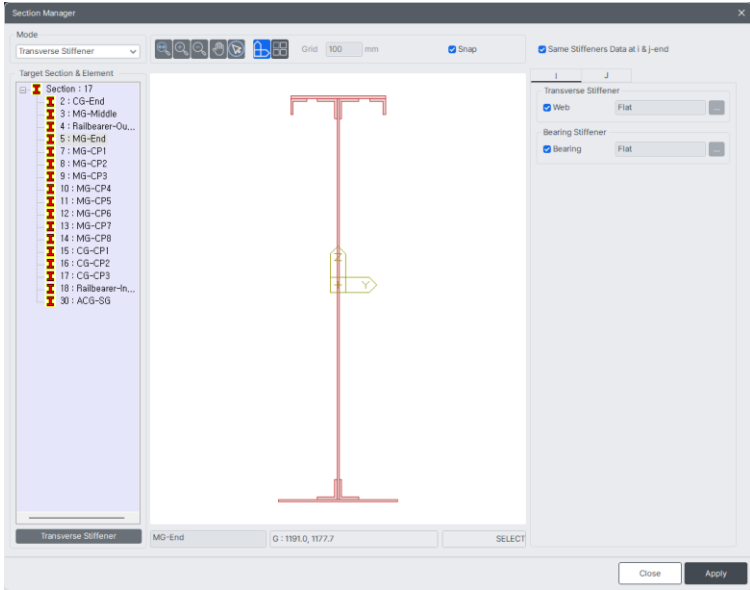 Section Manager
Mode
Transverse Stiffener
Grid 100 mm
Snap
Same Stiffeners Data at i & j-end
Target Section & Element
Section : 17
2 : CG-End
3 : MG-Middle
4 : Railbearer-Ou...
5 : MG-End
7 : MG-CP1
8 : MG-CP2
9 : MG-CP3
10 : MG-CP4
11 : MG-CP5
12 : MG-CP6
13 : MG-CP7
14 : MG-CP8
15 : CG-CP1
16 : CG-CP2
17 : CG-CP3
18 : Railbearer-In...
30 : ACG-SG
Transverse Stiffener
Z
Y
MG-End
G : 1191.0, 1177.7
SELECT
I J
Transverse Stiffener
Web Flat ...
Bearing Stiffener
Bearing Flat ...
Close Apply